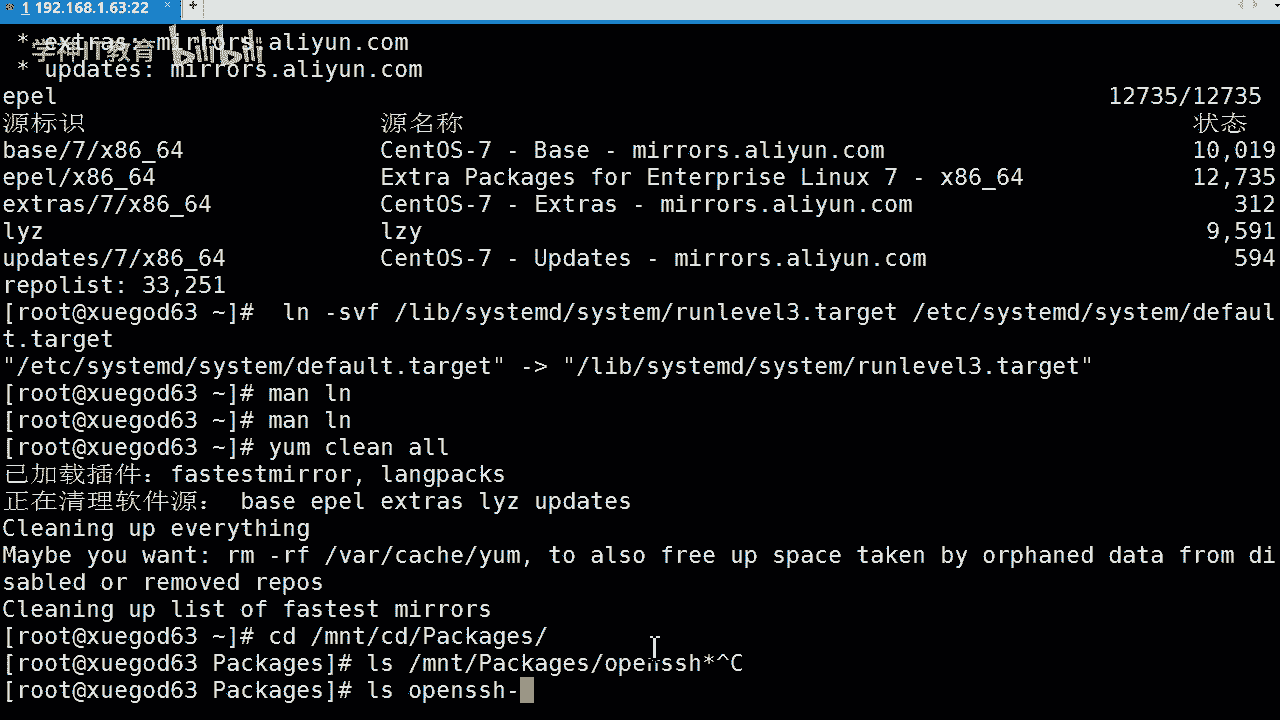 1 192.168.1.63:22 × +
学神IT教育 bilibili
* extras: mirrors.aliyun.com
* updates: mirrors.aliyun.com
epel 12735/12735
源标识 源名称 状态
base/7/x86_64 CentOS-7 - Base - mirrors.aliyun.com 10,019
epel/x86_64 Extra Packages for Enterprise Linux 7 - x86_64 12,735
extras/7/x86_64 CentOS-7 - Extras - mirrors.aliyun.com 312
lyz lzy 9,591
updates/7/x86_64 CentOS-7 - Updates - mirrors.aliyun.com 594
repolist: 33,251
[root@xuegod63 ~]#  ln -svf /lib/systemd/system/runlevel3.target /etc/systemd/system/defaul
t.target
"/etc/systemd/system/default.target" -> "/lib/systemd/system/runlevel3.target"
[root@xuegod63 ~]# man ln
[root@xuegod63 ~]# man ln
[root@xuegod63 ~]# yum clean all
已加载插件：fastestmirror, langpacks
正在清理软件源： base epel extras lyz updates
Cleaning up everything
Maybe you want: rm -rf /var/cache/yum, to also free up space taken by orphaned data from di
sabled or removed repos
Cleaning up list of fastest mirrors
[root@xuegod63 ~]# cd /mnt/cd/Packages/
[root@xuegod63 Packages]# ls /mnt/Packages/openssh*^C
[root@xuegod63 Packages]# ls openssh-